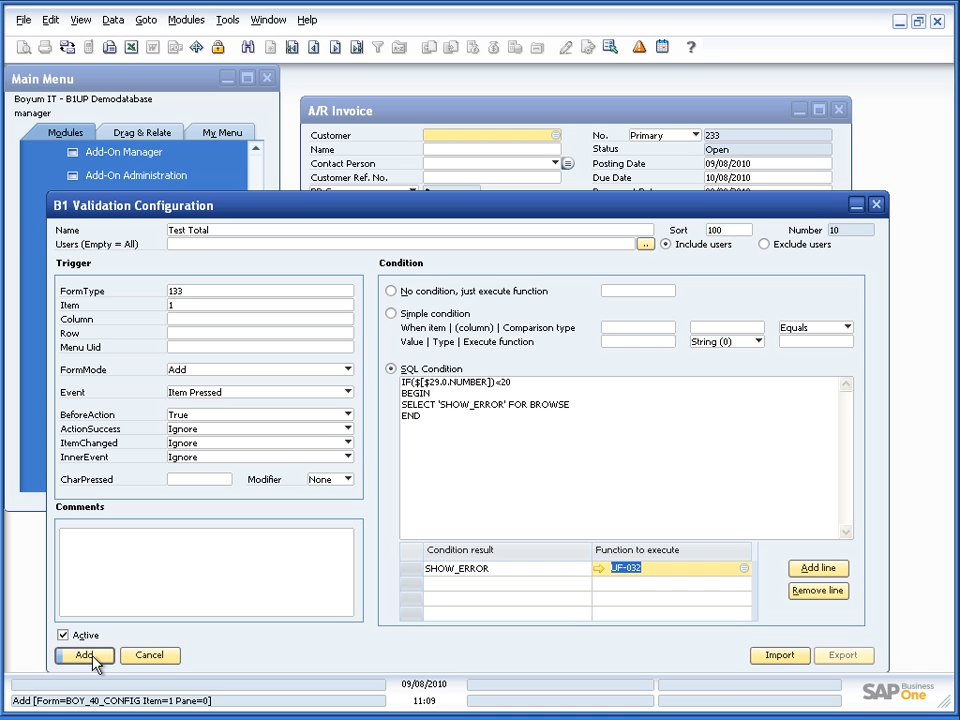 File Edit View Data Goto Modules Tools Window Help
Main Menu
Boyum IT - B1UP Demodatabase
manager
Modules Drag & Relate My Menu
Add-On Manager
Add-On Administration
A/R Invoice
Customer No. Primary 233
Name Status Open
Contact Person Posting Date 09/08/2010
Customer Ref. No. Due Date 10/08/2010
B1 Validation Configuration
Name Test Total Sort 100 Number 10
Users (Empty = All) .. Include users Exclude users
Trigger Condition
FormType 133 No condition, just execute function
Item 1
Column Simple condition
Row When item | (column) | Comparison type Equals
Menu Uid Value | Type | Execute function String (0)
FormMode Add SQL Condition
IF($[$29.0.NUMBER])<20
Event Item Pressed BEGIN
SELECT 'SHOW_ERROR' FOR BROWSE
BeforeAction True END
ActionSuccess Ignore
ItemChanged Ignore
InnerEvent Ignore
CharPressed Modifier None
Comments
Condition result Function to execute
SHOW_ERROR UF-032 Add line
Remove line
Active
Add Cancel Import Export
09/08/2010
Add [Form=BOY_40_CONFIG Item=1 Pane=0] 11:09
SAP Business One